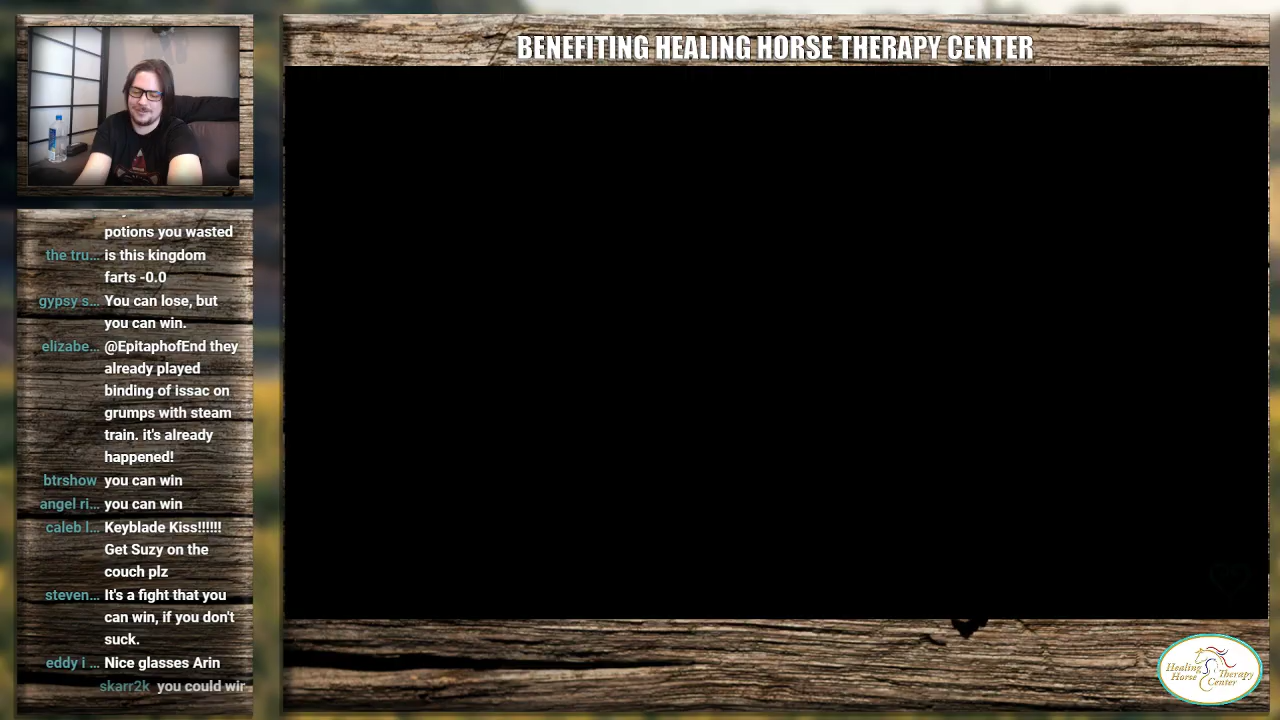 BENEFITING HEALING HORSE THERAPY CENTER
potions you wasted
the tru... is this kingdom
farts -0.0
gypsy s... You can lose, but
you can win.
elizabe... @EpitaphofEnd they
already played
binding of issac on
grumps with steam
train. it's already
happened!
btrshow you can win
angel ri... you can win
caleb l... Keyblade Kiss!!!!!!
Get Suzy on the
couch plz
steven... It's a fight that you
can win, if you don't
suck.
eddy i ... Nice glasses Arin
skarr2k you could wir
Healing
Horse Therapy
Center